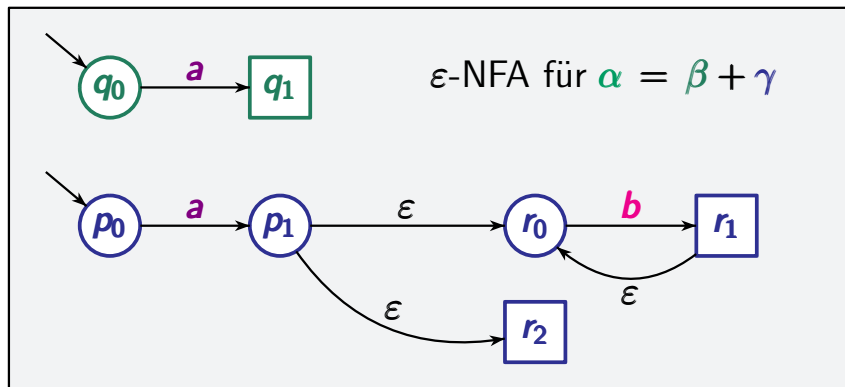 a
q₀ q₁ ε-NFA für α = β + γ
a ε b
p₀ p₁ r₀ r₁
ε
ε
r₂